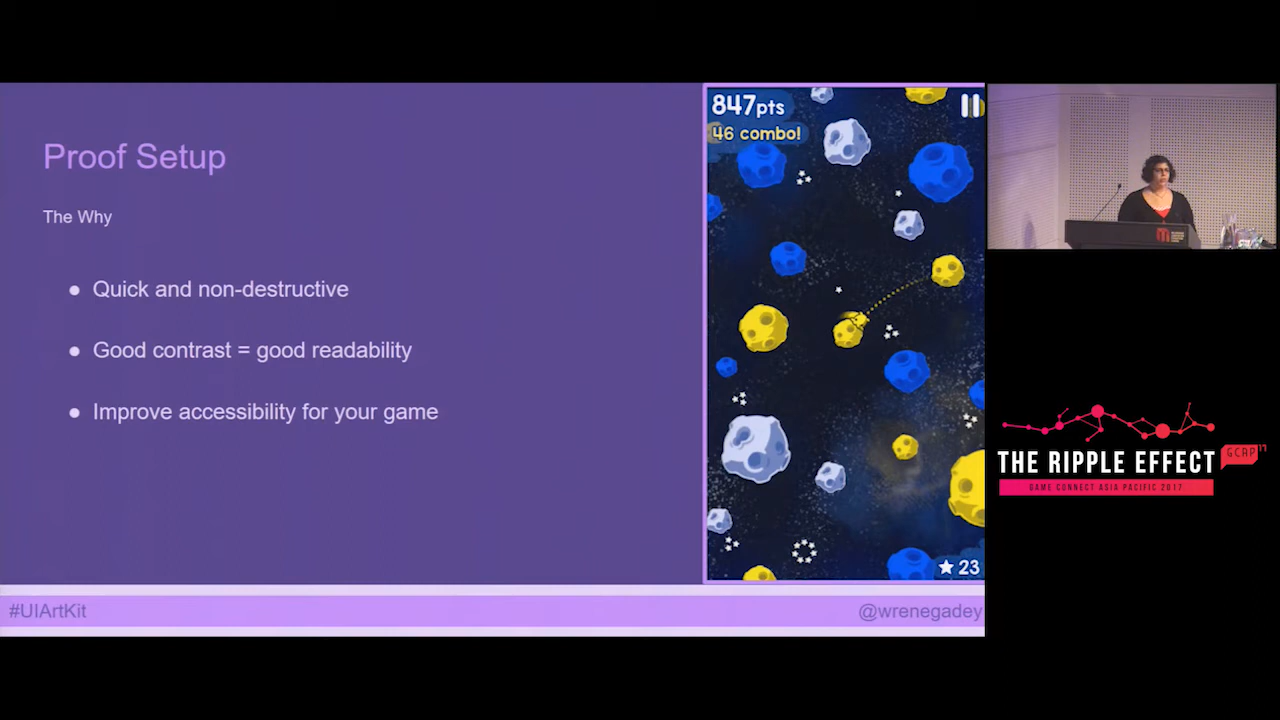 Proof Setup
The Why
● Quick and non-destructive
● Good contrast = good readability
● Improve accessibility for your game
#UIArtKit
@wrenegadey
847pts
46 combo!
23
THE RIPPLE EFFECT
GCAP 17
GAME CONNECT ASIA PACIFIC 2017